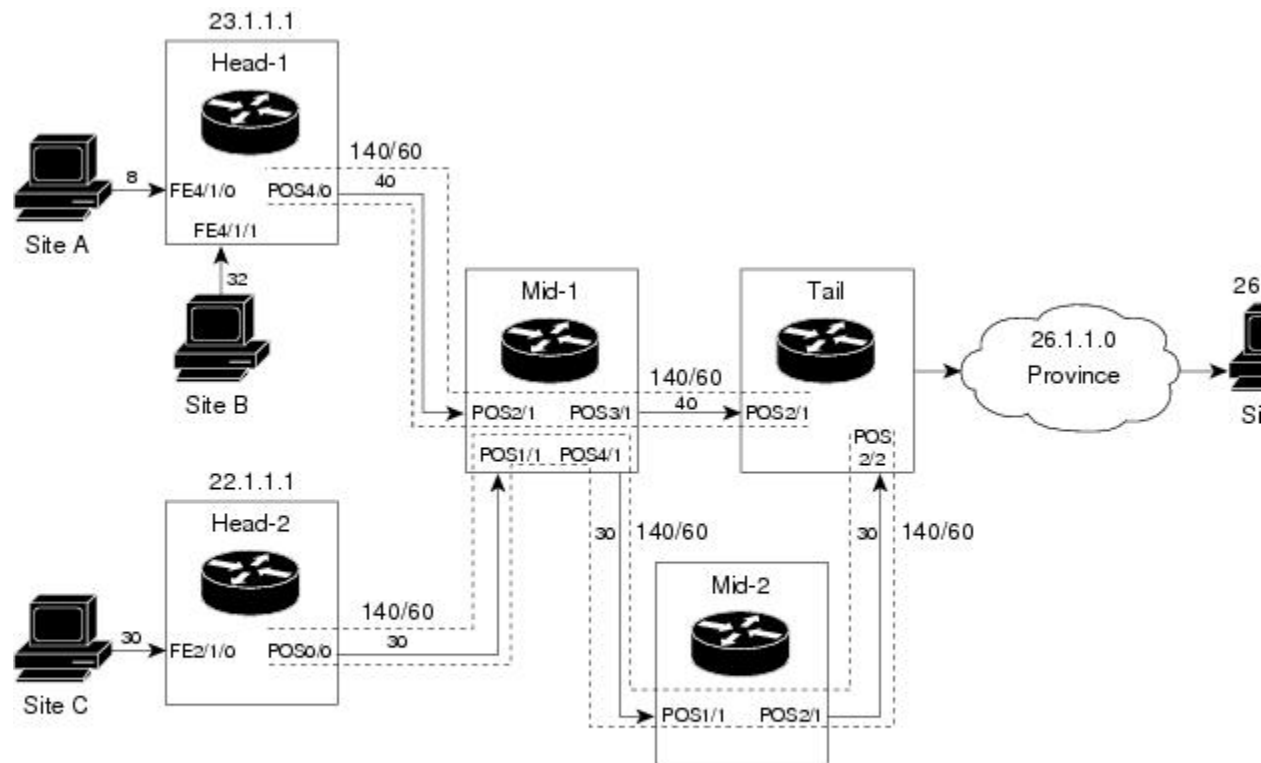 23.1.1.1
Head-1
140/60
40
8
FE4/1/0
POS4/0
FE4/1/1
Site A
32
Site B
Mid-1
Tail
26.1.1.0
Province
26
140/60
POS2/1
POS3/1
40
POS2/1
POS1/1
POS4/1
POS
2/2
22.1.1.1
Head-2
30
140/60
30
140/60
Mid-2
140/60
30
FE2/1/0
POS0/0
30
Site C
POS1/1
POS2/1
Si